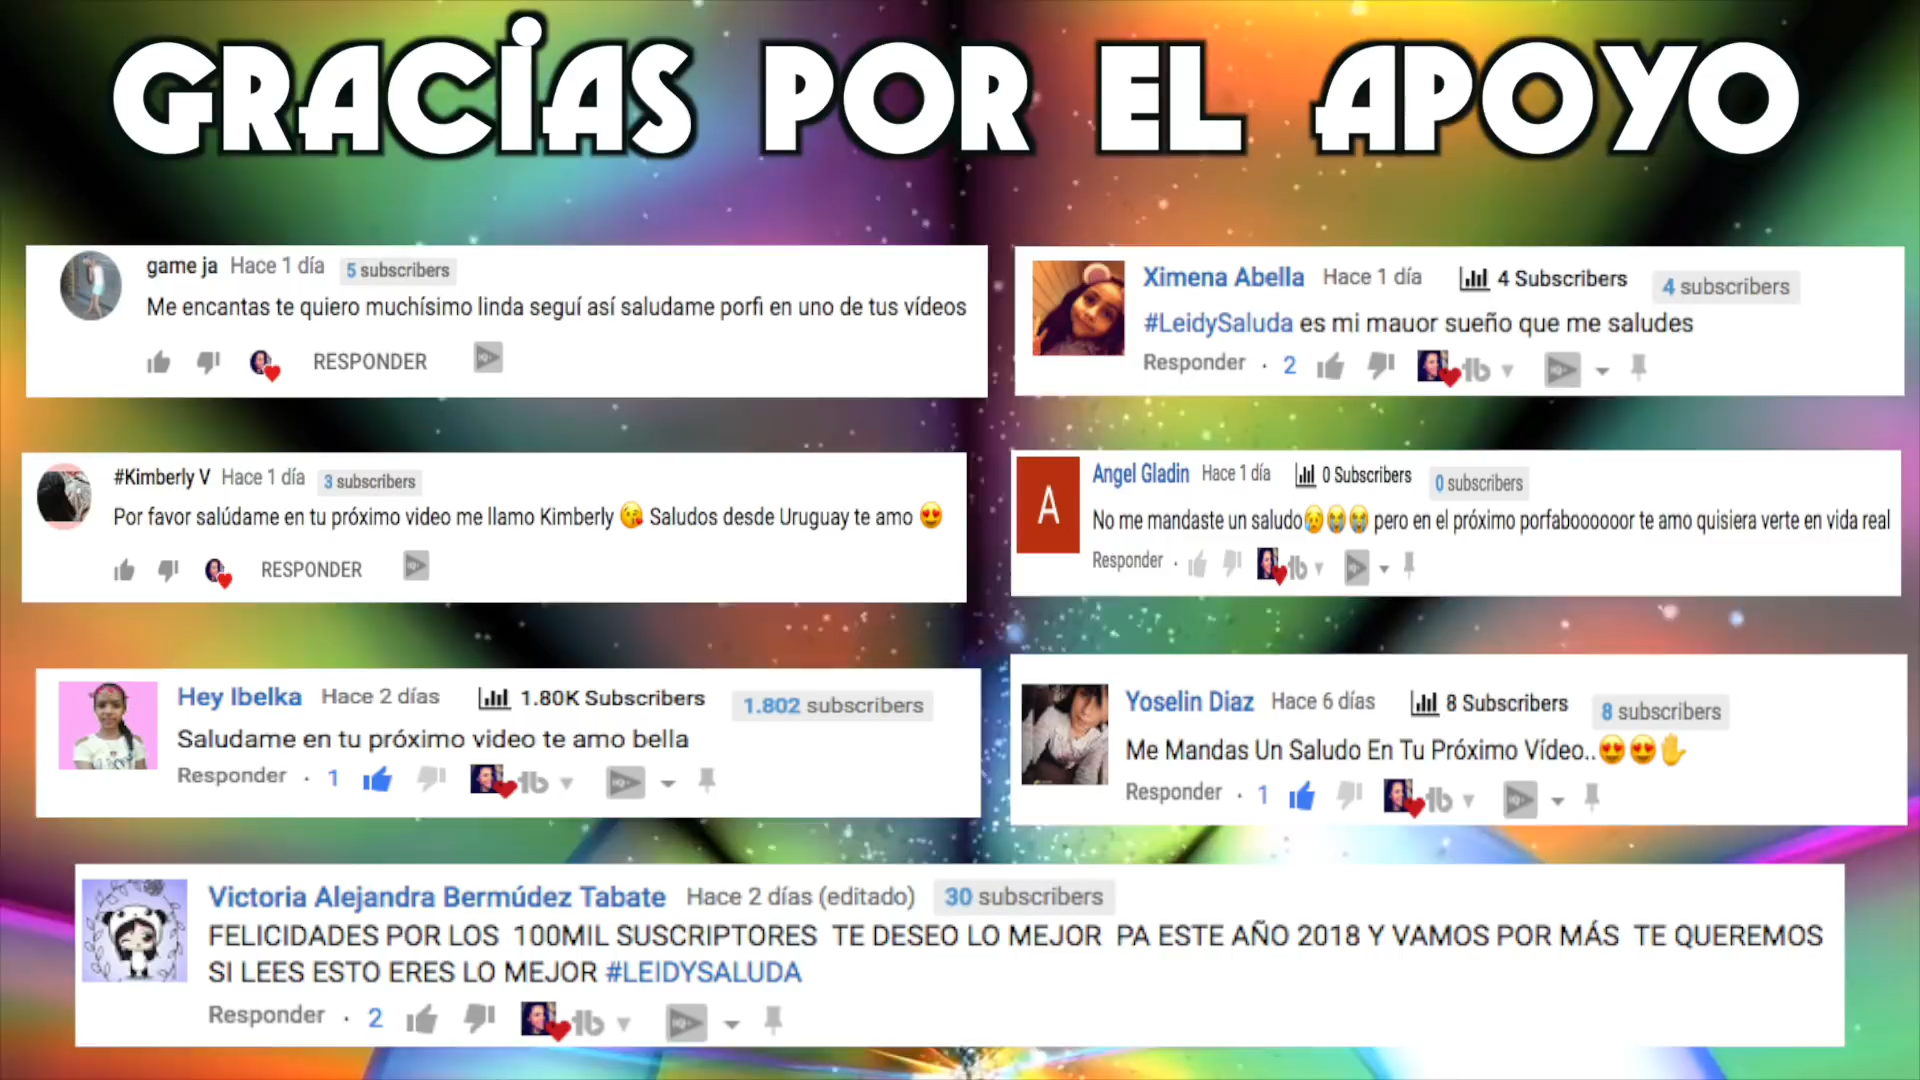 GRACIAS POR EL APOYO
game ja Hace 1 día 5 subscribers
Me encantas te quiero muchísimo linda seguí así saludame porfi en uno de tus vídeos
RESPONDER
Ximena Abella Hace 1 día 4 Subscribers 4 subscribers
#LeidySaluda es mi mauor sueño que me saludes
Responder · 2
#Kimberly V Hace 1 día 3 subscribers
Por favor salúdame en tu próximo video me llamo Kimberly 😘 Saludos desde Uruguay te amo 😍
RESPONDER
A
Angel Gladin Hace 1 día 0 Subscribers 0 subscribers
No me mandaste un saludo😥😭😭 pero en el próximo porfaboooooor te amo quisiera verte en vida real
Responder ·
Hey Ibelka Hace 2 días 1.80K Subscribers 1.802 subscribers
Saludame en tu próximo video te amo bella
Responder · 1
Yoselin Diaz Hace 6 días 8 Subscribers 8 subscribers
Me Mandas Un Saludo En Tu Próximo Vídeo..😍😍✋
Responder · 1
Victoria Alejandra Bermúdez Tabate Hace 2 días (editado) 30 subscribers
FELICIDADES POR LOS 100MIL SUSCRIPTORES TE DESEO LO MEJOR PA ESTE AÑO 2018 Y VAMOS POR MÁS TE QUEREMOS
SI LEES ESTO ERES LO MEJOR #LEIDYSALUDA
Responder · 2